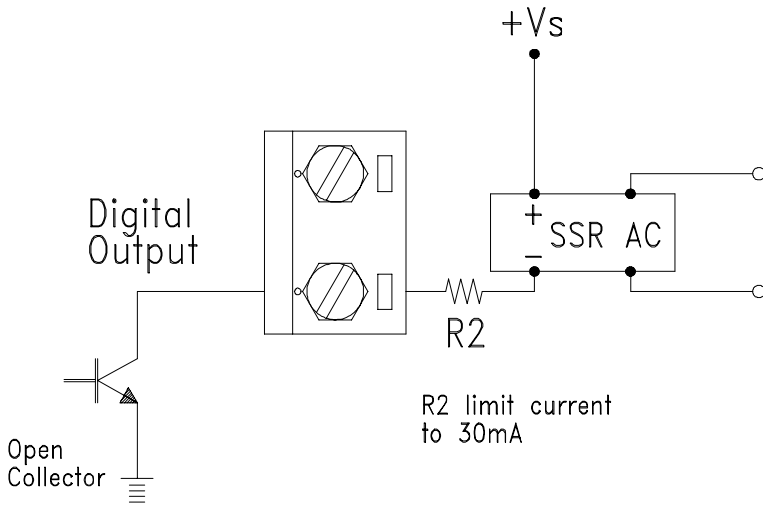 +Vs
Digital
Output
+
SSR AC
−
R2
R2 limit current
to 30mA
Open
Collector